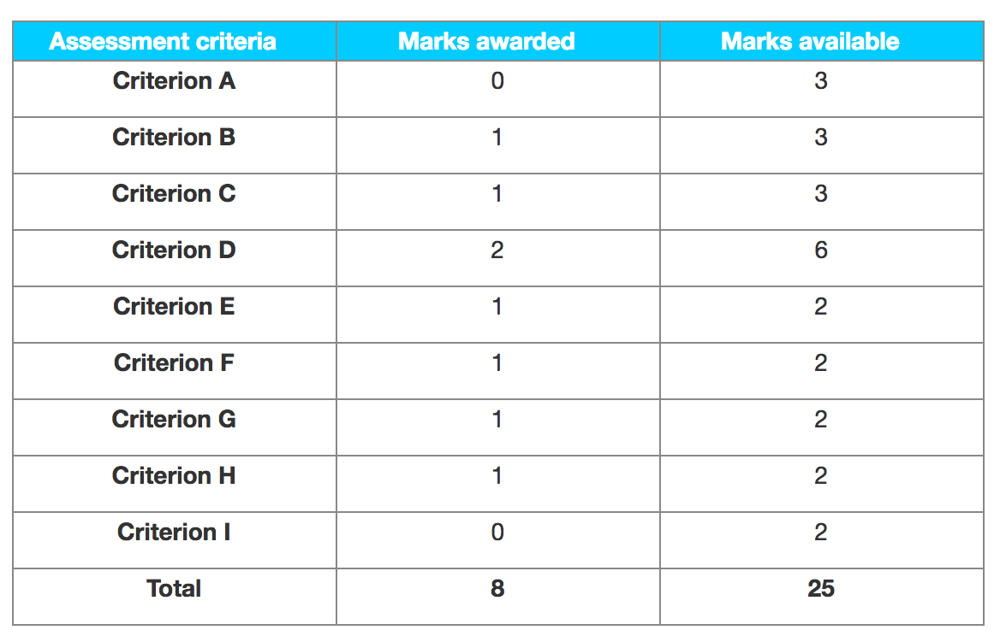 Assessment criteria Marks awarded Marks available
Criterion A 0 3
Criterion B 1 3
Criterion C 1 3
Criterion D 2 6
Criterion E 1 2
Criterion F 1 2
Criterion G 1 2
Criterion H 1 2
Criterion I 0 2
Total 8 25